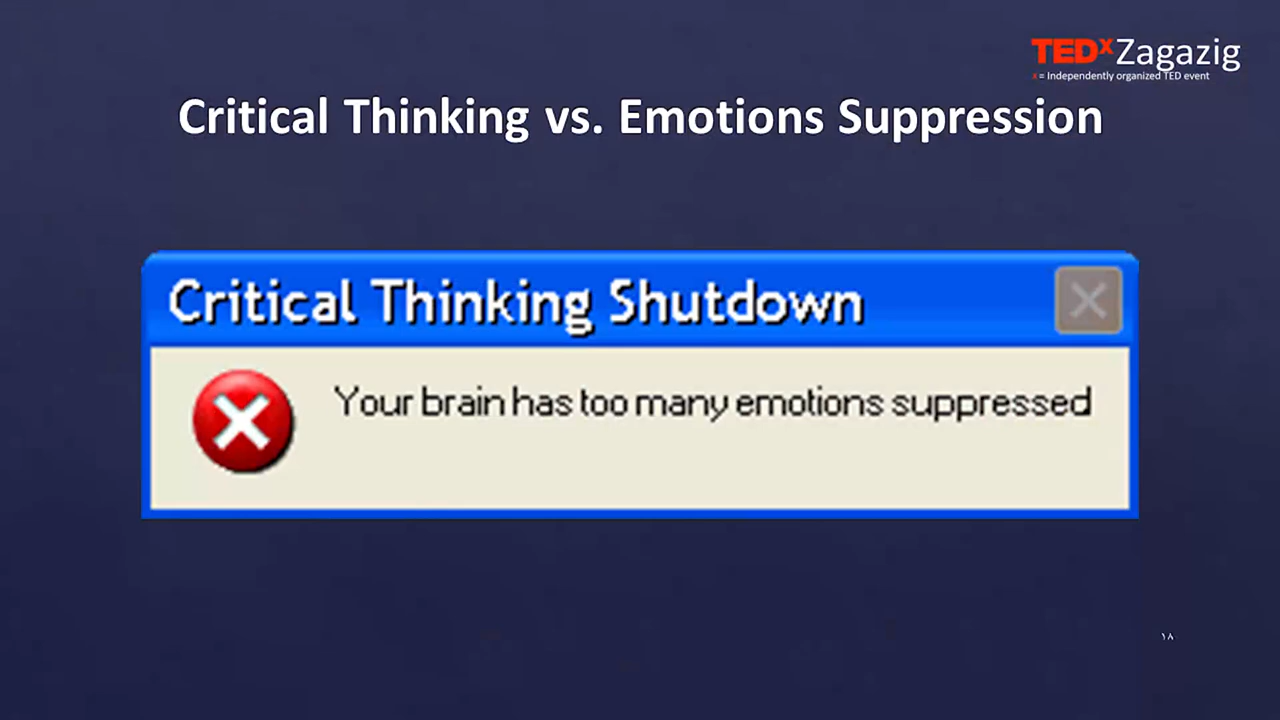 TEDxZagazig
x = Independently organized TED event
Critical Thinking vs. Emotions Suppression
Critical Thinking Shutdown
Your brain has too many emotions suppressed
١٨